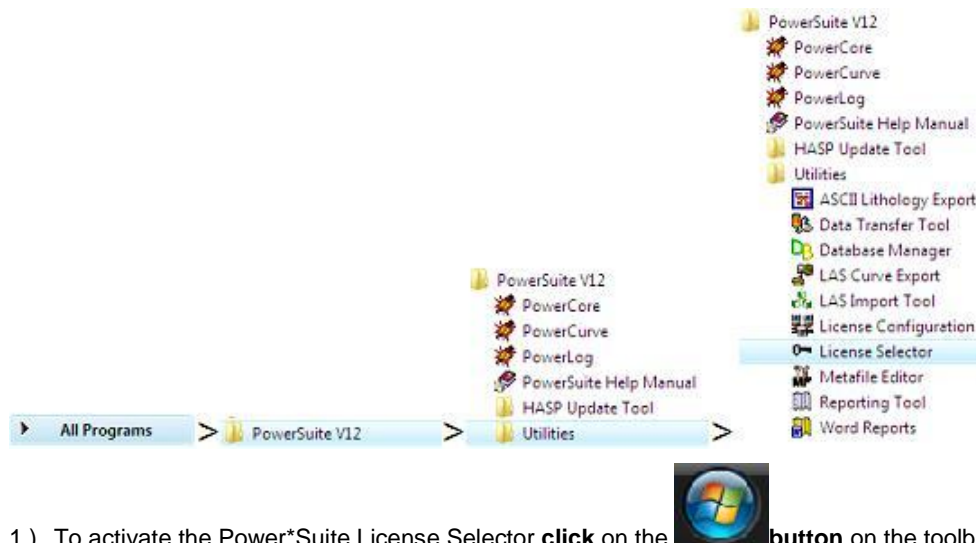 PowerSuite V12
PowerCore
PowerCurve
PowerLog
PowerSuite Help Manual
HASP Update Tool
Utilities
ASCII Lithology Export
Data Transfer Tool
Database Manager
LAS Curve Export
LAS Import Tool
License Configuration
License Selector
Metafile Editor
Reporting Tool
Word Reports
PowerSuite V12
PowerCore
PowerCurve
PowerLog
PowerSuite Help Manual
HASP Update Tool
Utilities
All Programs > PowerSuite V12 > Utilities >
1.) To activate the Power*Suite License Selector click on the button on the toolb